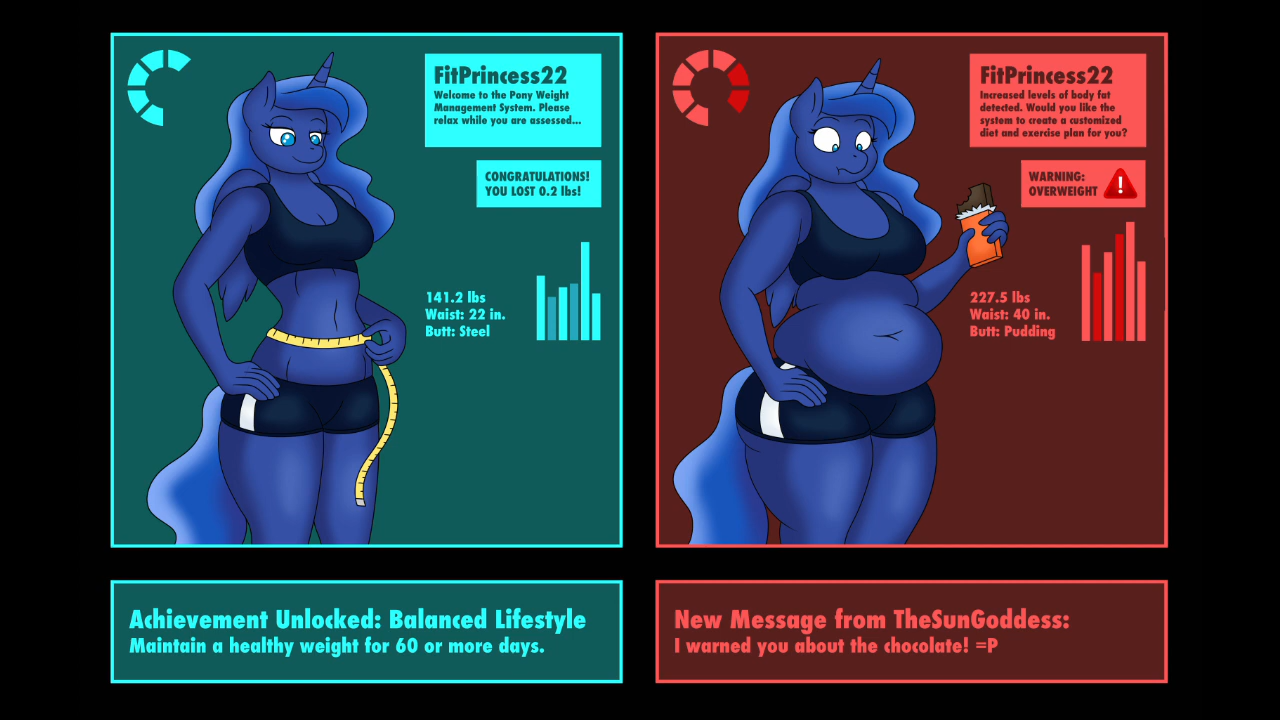 FitPrincess22
Welcome to the Pony Weight
Management System. Please
relax while you are assessed...
CONGRATULATIONS!
YOU LOST 0.2 lbs!
141.2 lbs
Waist: 22 in.
Butt: Steel
Achievement Unlocked: Balanced Lifestyle
Maintain a healthy weight for 60 or more days.
FitPrincess22
Increased levels of body fat
detected. Would you like the
system to create a customized
diet and exercise plan for you?
WARNING:
OVERWEIGHT
!
227.5 lbs
Waist: 40 in.
Butt: Pudding
New Message from TheSunGoddess:
I warned you about the chocolate! =P